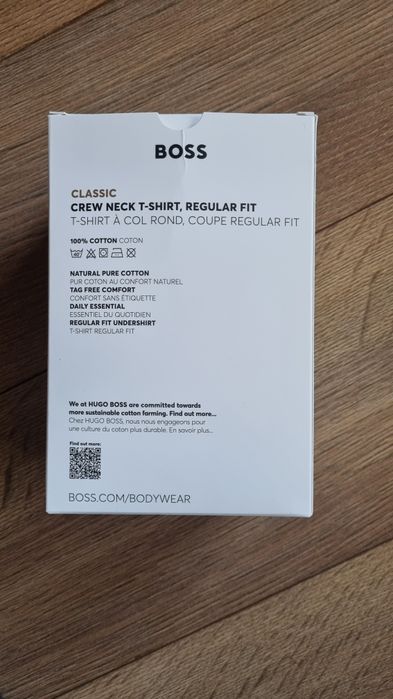 BOSS
CLASSIC
CREW NECK T-SHIRT, REGULAR FIT
T-SHIRT À COL ROND, COUPE REGULAR FIT
100% COTTON COTON
NATURAL PURE COTTON
PUR COTON AU CONFORT NATUREL
TAG FREE COMFORT
CONFORT SANS ÉTIQUETTE
DAILY ESSENTIAL
ESSENTIEL DU QUOTIDIEN
REGULAR FIT UNDERSHIRT
T-SHIRT REGULAR FIT
We at HUGO BOSS are committed towards
more sustainable cotton farming. Find out more...
Chez HUGO BOSS, nous nous engageons pour
une culture du coton plus durable. En savoir plus...
Find out more:
BOSS.COM/BODYWEAR